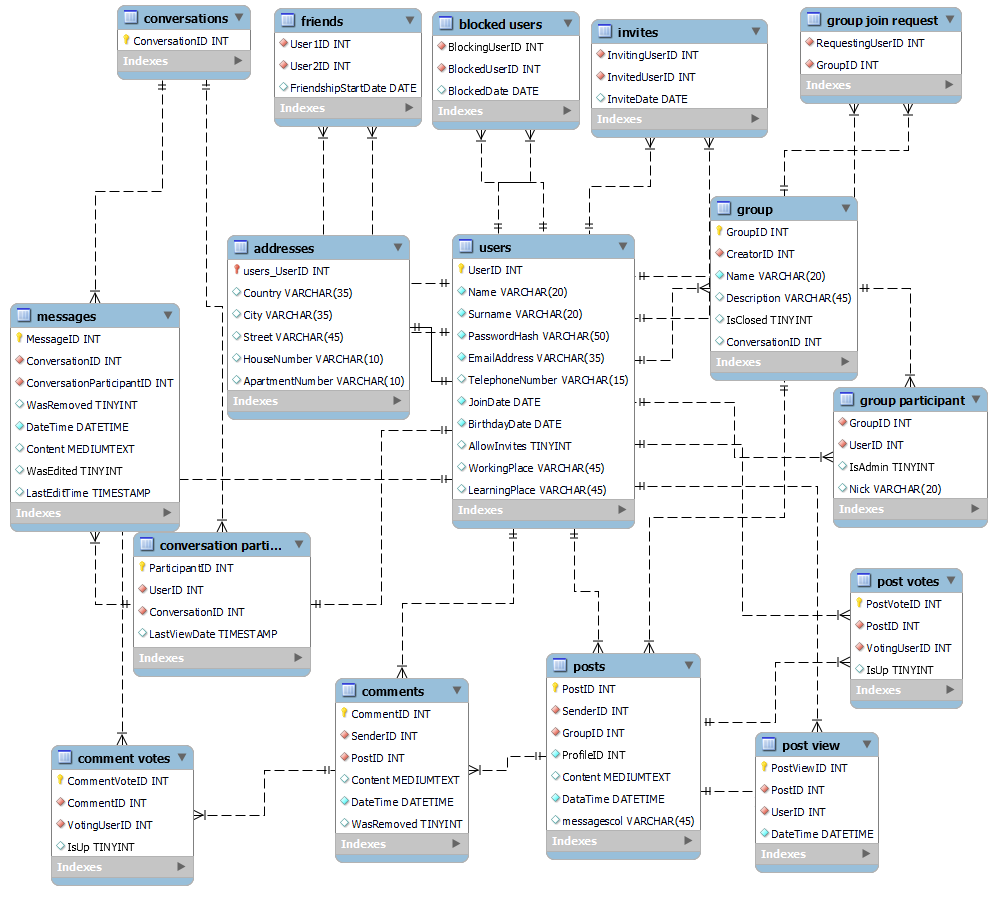 conversations
ConversationID INT
Indexes
friends
User1ID INT
User2ID INT
FriendshipStartDate DATE
Indexes
blocked users
BlockingUserID INT
BlockedUserID INT
BlockedDate DATE
Indexes
invites
InvitingUserID INT
InvitedUserID INT
InviteDate DATE
Indexes
group join request
RequestingUserID INT
GroupID INT
Indexes
addresses
users_UserID INT
Country VARCHAR(35)
City VARCHAR(35)
Street VARCHAR(45)
HouseNumber VARCHAR(10)
ApartmentNumber VARCHAR(10)
Indexes
users
UserID INT
Name VARCHAR(20)
Surname VARCHAR(20)
PasswordHash VARCHAR(50)
EmailAddress VARCHAR(35)
TelephoneNumber VARCHAR(15)
JoinDate DATE
BirthdayDate DATE
AllowInvites TINYINT
WorkingPlace VARCHAR(45)
LearningPlace VARCHAR(45)
Indexes
group
GroupID INT
CreatorID INT
Name VARCHAR(20)
Description VARCHAR(45)
IsClosed TINYINT
ConversationID INT
Indexes
messages
MessageID INT
ConversationID INT
ConversationParticipantID INT
WasRemoved TINYINT
DateTime DATETIME
Content MEDIUMTEXT
WasEdited TINYINT
LastEditTime TIMESTAMP
Indexes
group participant
GroupID INT
UserID INT
IsAdmin TINYINT
Nick VARCHAR(20)
Indexes
conversation parti...
ParticipantID INT
UserID INT
ConversationID INT
LastViewDate TIMESTAMP
Indexes
post votes
PostVoteID INT
PostID INT
VotingUserID INT
IsUp TINYINT
Indexes
comments
CommentID INT
SenderID INT
PostID INT
Content MEDIUMTEXT
DateTime DATETIME
WasRemoved TINYINT
Indexes
posts
PostID INT
SenderID INT
GroupID INT
ProfileID INT
Content MEDIUMTEXT
DataTime DATETIME
messagescol VARCHAR(45)
Indexes
post view
PostViewID INT
PostID INT
UserID INT
DateTime DATETIME
Indexes
comment votes
CommentVoteID INT
CommentID INT
VotingUserID INT
IsUp TINYINT
Indexes